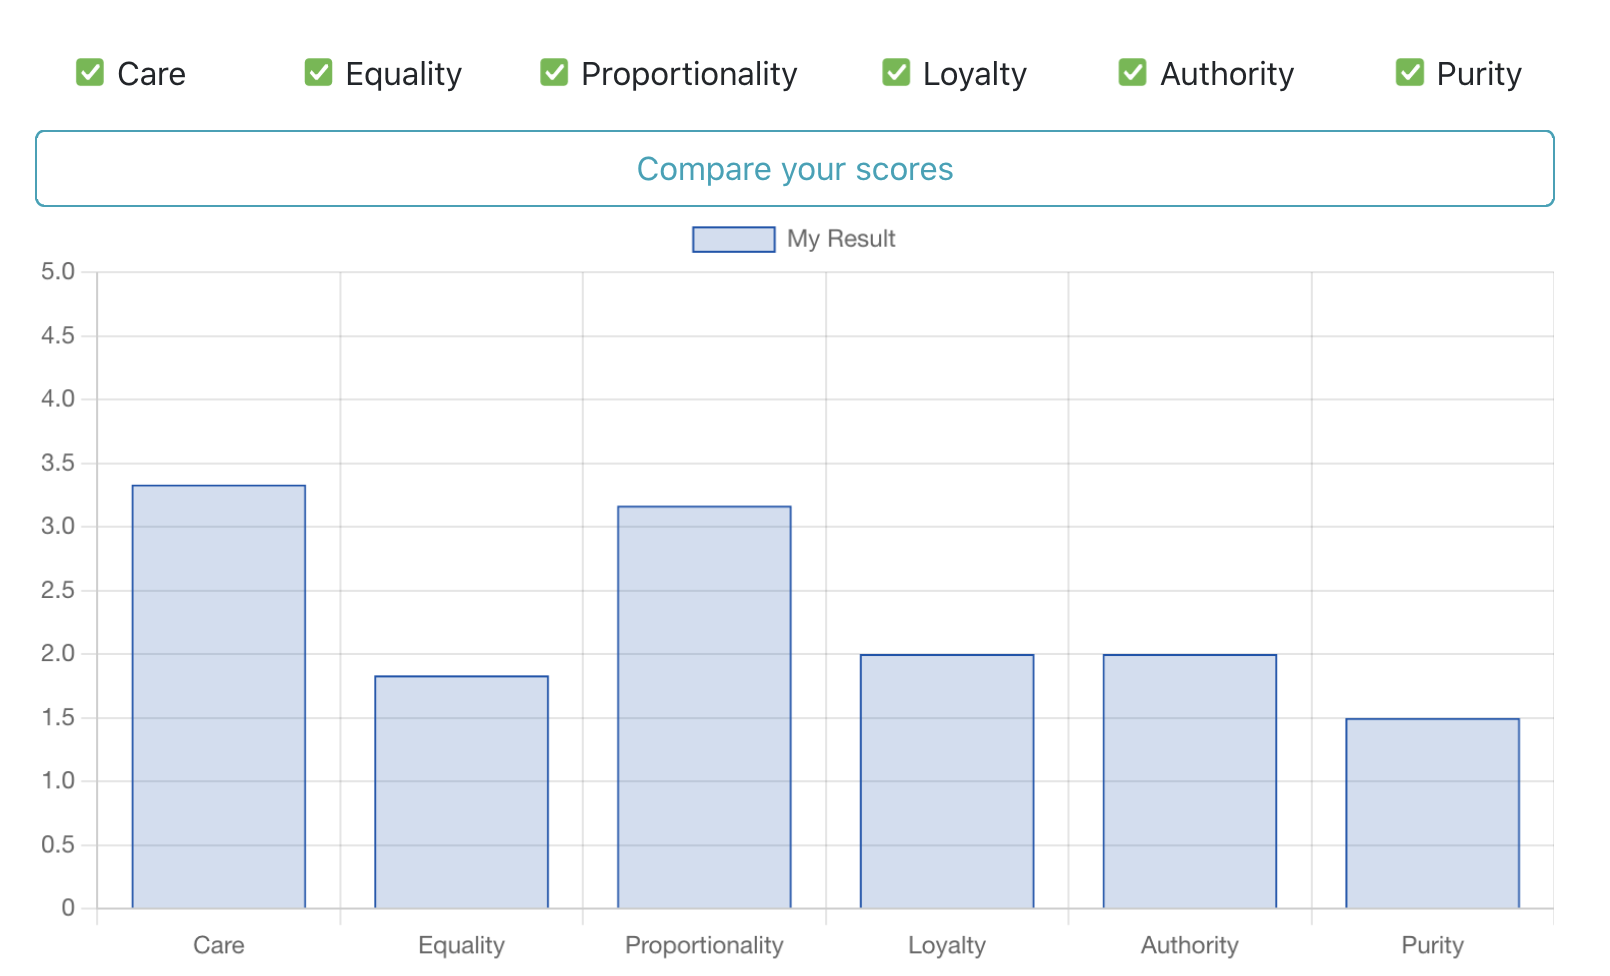 ✅ Care ✅ Equality ✅ Proportionality ✅ Loyalty ✅ Authority ✅ Purity
Compare your scores
My Result
5.0
4.5
4.0
3.5
3.0
2.5
2.0
1.5
1.0
0.5
0
Care Equality Proportionality Loyalty Authority Purity